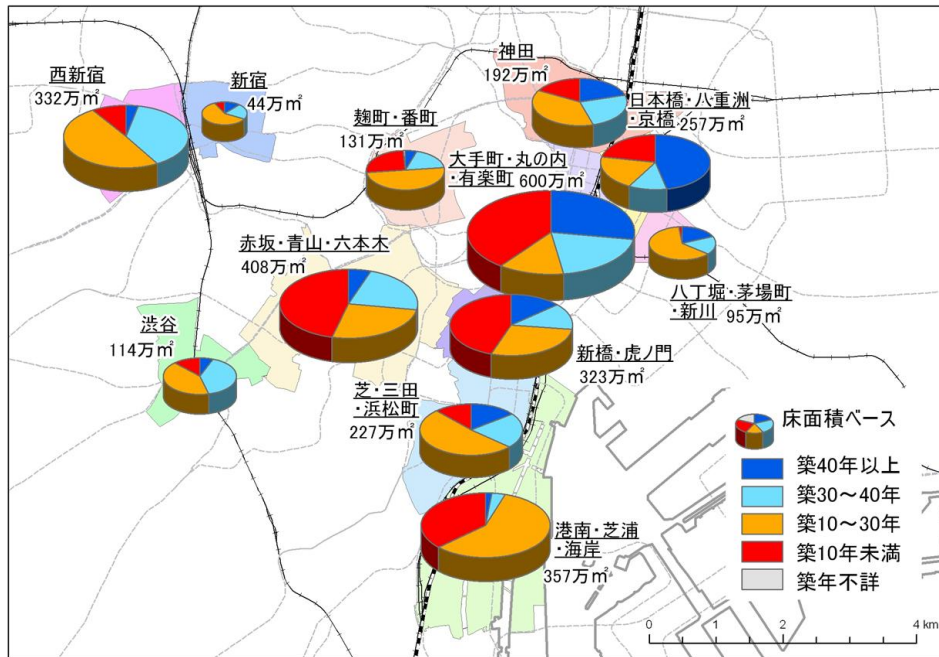 西新宿
332万㎡
新宿
44万㎡
神田
192万㎡
麹町・番町
131万㎡
日本橋・八重洲
・京橋
257万㎡
大手町・丸の内
・有楽町
600万㎡
赤坂・青山・六本木
408万㎡
八丁堀・茅場町
・新川
95万㎡
渋谷
114万㎡
新橋・虎ノ門
323万㎡
芝・三田
・浜松町
227万㎡
港南・芝浦
・海岸
357万㎡
床面積ベース
築40年以上
築30～40年
築10～30年
築10年未満
築年不詳
0 1 2 4 km